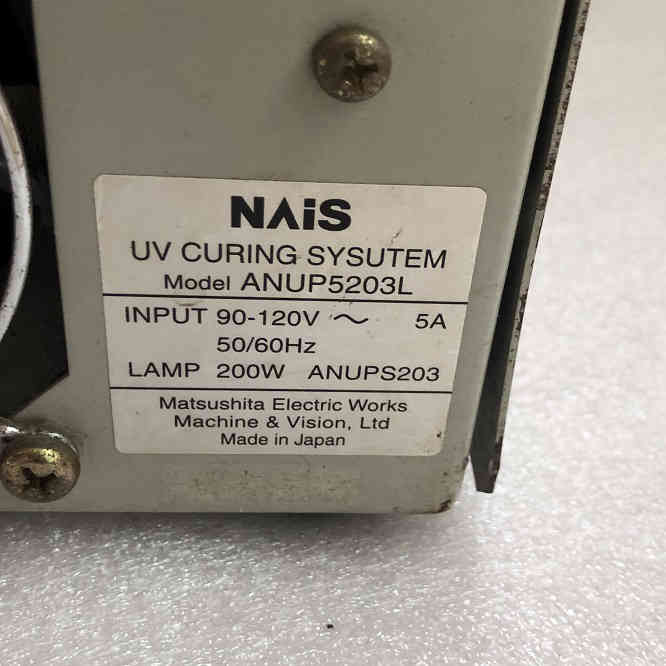 NAiS
UV CURING SYSUTEM
Model ANUP5203L
INPUT 90-120V ～ 5A
50/60Hz
LAMP 200W ANUPS203
Matsushita Electric Works
Machine & Vision, Ltd
Made in Japan